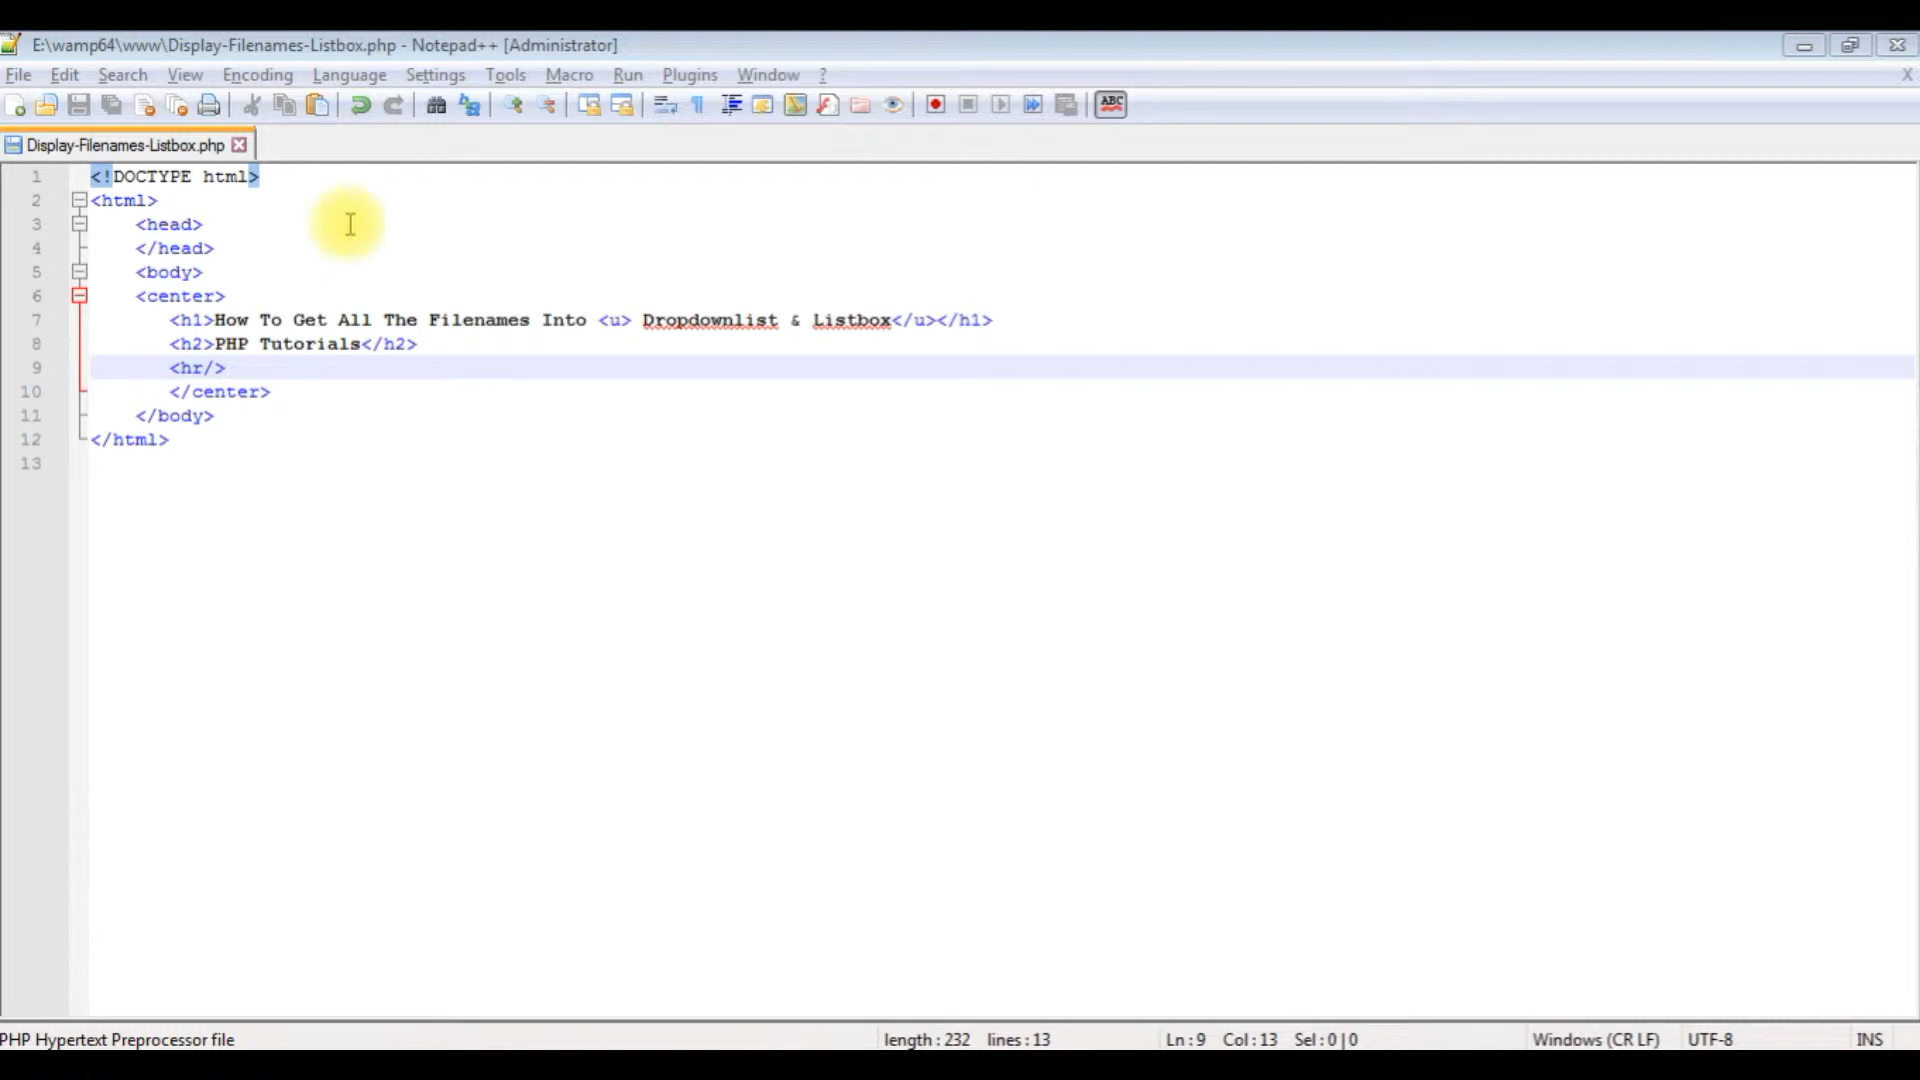 E:\wamp64\www\Display-Filenames-Listbox.php - Notepad++ [Administrator]
File Edit Search View Encoding Language Settings Tools Macro Run Plugins Window ? X
ABC
Display-Filenames-Listbox.php
1 <!DOCTYPE html>
2 <html>
3 <head>
4 </head>
5 <body>
6 <center>
7 <h1>How To Get All The Filenames Into <u> Dropdownlist & Listbox</u></h1>
8 <h2>PHP Tutorials</h2>
9 <hr/>
10 </center>
11 </body>
12 </html>
13
PHP Hypertext Preprocessor file length : 232 lines : 13 Ln : 9 Col : 13 Sel : 0 | 0 Windows (CR LF) UTF-8 INS